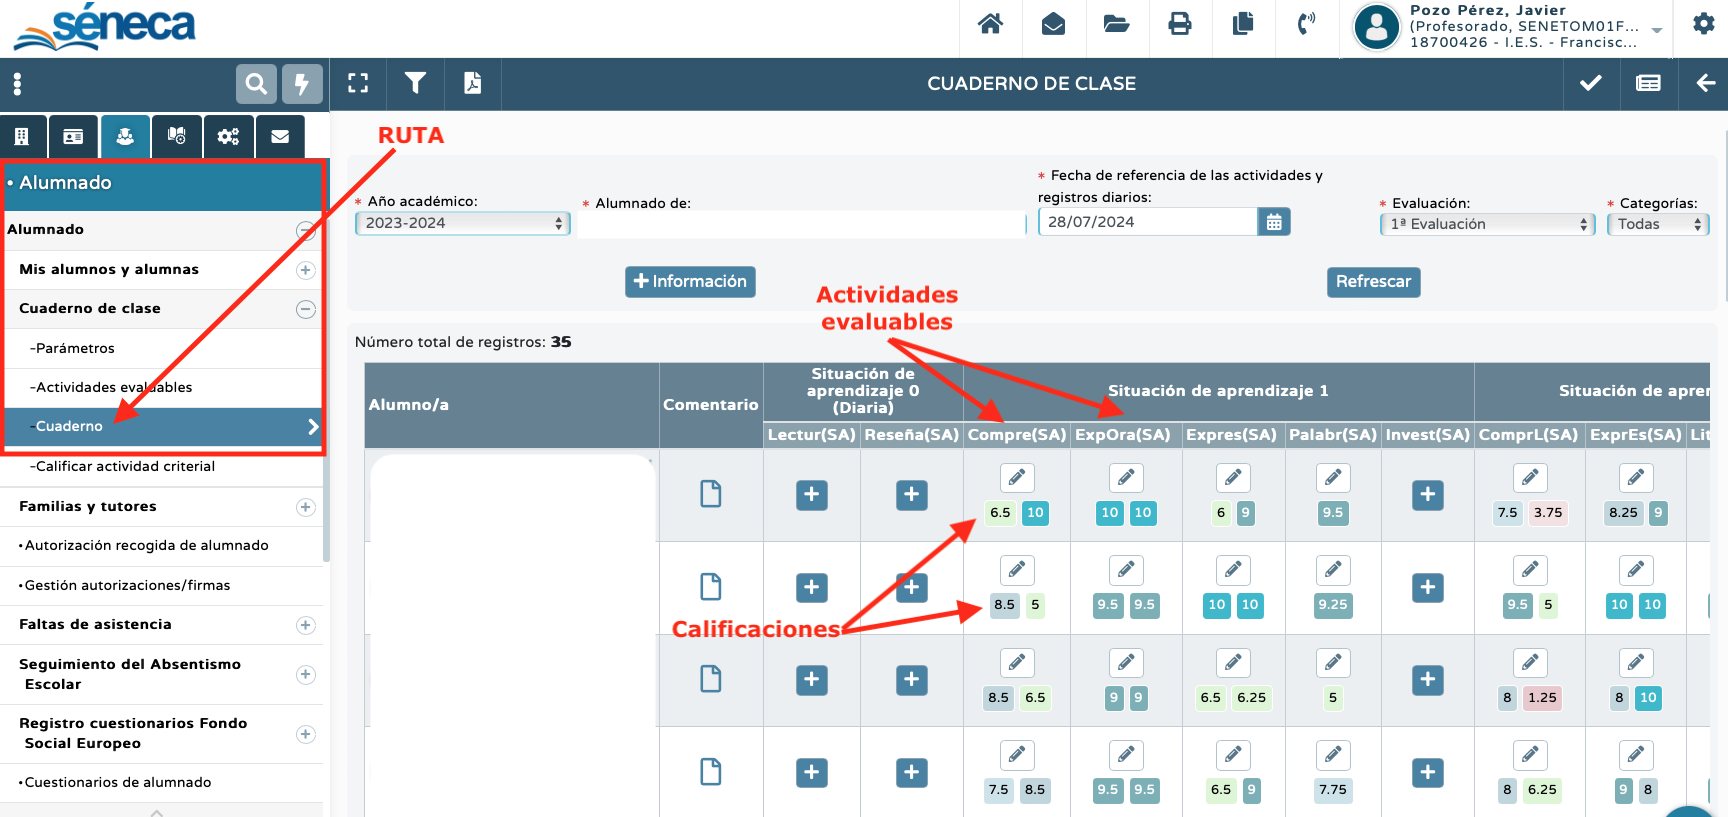 séneca
Pozo Pérez, Javier
(Profesorado, SENETOM01F...
18700426 - I.E.S. - Francisc...
CUADERNO DE CLASE
RUTA
• Alumnado
Alumnado
Mis alumnos y alumnas
Cuaderno de clase
-Parámetros
-Actividades evaluables
-Cuaderno
-Calificar actividad criterial
Familias y tutores
•Autorización recogida de alumnado
•Gestión autorizaciones/firmas
Faltas de asistencia
Seguimiento del Absentismo
Escolar
Registro cuestionarios Fondo
Social Europeo
•Cuestionarios de alumnado
* Año académico:
2023-2024
* Alumnado de:
* Fecha de referencia de las actividades y
registros diarios:
28/07/2024
* Evaluación:
1ª Evaluación
* Categorías:
Todas
+ Información
Refrescar
Actividades
evaluables
Número total de registros: 35
Alumno/a
Comentario
Situación de
aprendizaje 0
(Diaria)
Situación de aprendizaje 1
Situación de aprer
Lectur(SA) Reseña(SA) Compre(SA) ExpOra(SA) Expres(SA) Palabr(SA) Invest(SA) ComprL(SA) ExprEs(SA) Lit
6.5 10 10 10 6 9 9.5 7.5 3.75 8.25 9
8.5 5 9.5 9.5 10 10 9.25 9.5 5 10 10
Calificaciones
8.5 6.5 9 9 6.5 6.25 5 8 1.25 8 10
7.5 8.5 9.5 9.5 6.5 9 7.75 8 6.25 9 8